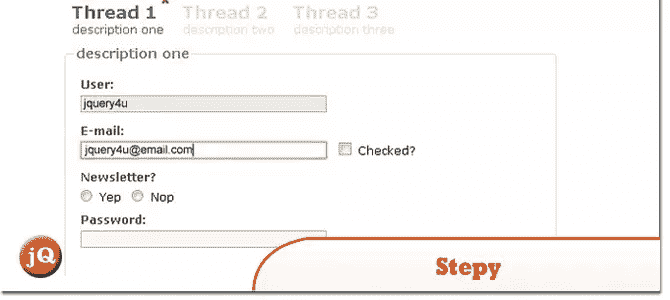 Thread 1 Thread 2 Thread 3
description one description two description three
description one
User:
jquery4u
E-mail:
jquery4u@email.com Checked?
Newsletter?
Yep Nop
Password:
jQ
Stepy